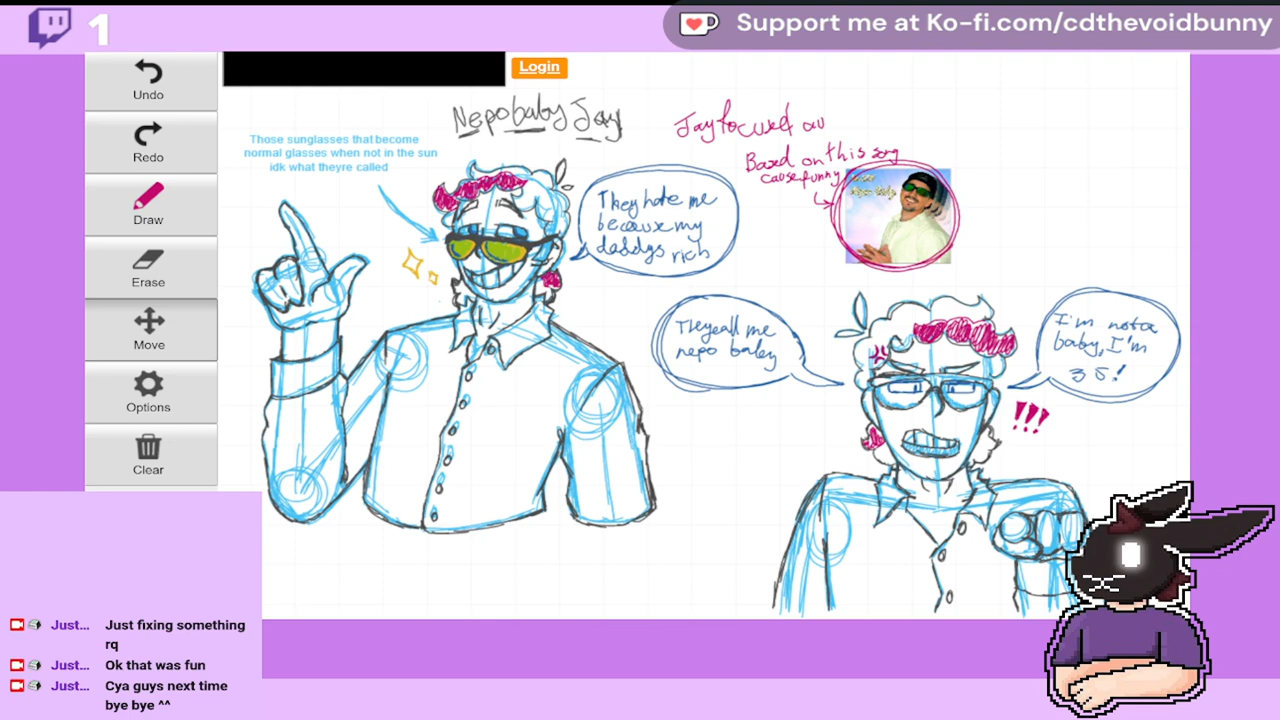 1
Support me at Ko-fi.com/cdthevoidbunny
Undo
Redo
Draw
Erase
Move
Options
Clear
Login
Nepobaby Jay
Those sunglasses that become
normal glasses when not in the sun
idk what theyre called
Jay focused au
Based on this song
cause funny
They hate me
because my
daddys rich
nepo baby
I'm not a
baby, I'm
35!
!!!
Just... Just fixing something
rq
Just... Ok that was fun
Just... Cya guys next time
bye bye ^^